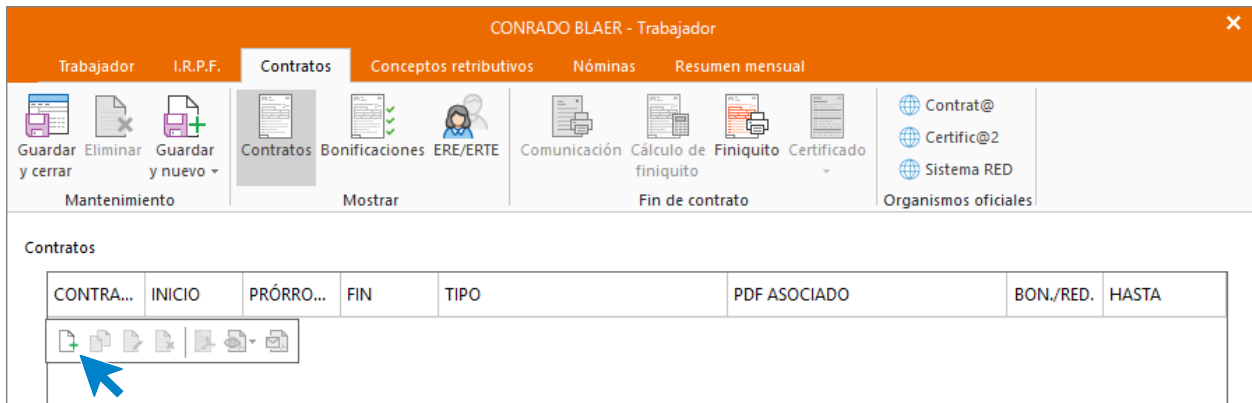 CONRADO BLAER - Trabajador
Trabajador I.R.P.F. Contratos Conceptos retributivos Nóminas Resumen mensual
Guardar y cerrar
Eliminar
Guardar y nuevo
Mantenimiento
Contratos
Bonificaciones
ERE/ERTE
Mostrar
Comunicación
Cálculo de finiquito
Finiquito
Certificado
Fin de contrato
Contrat@
Certific@2
Sistema RED
Organismos oficiales
Contratos
CONTRA... INICIO PRÓRRO... FIN TIPO PDF ASOCIADO BON./RED. HASTA